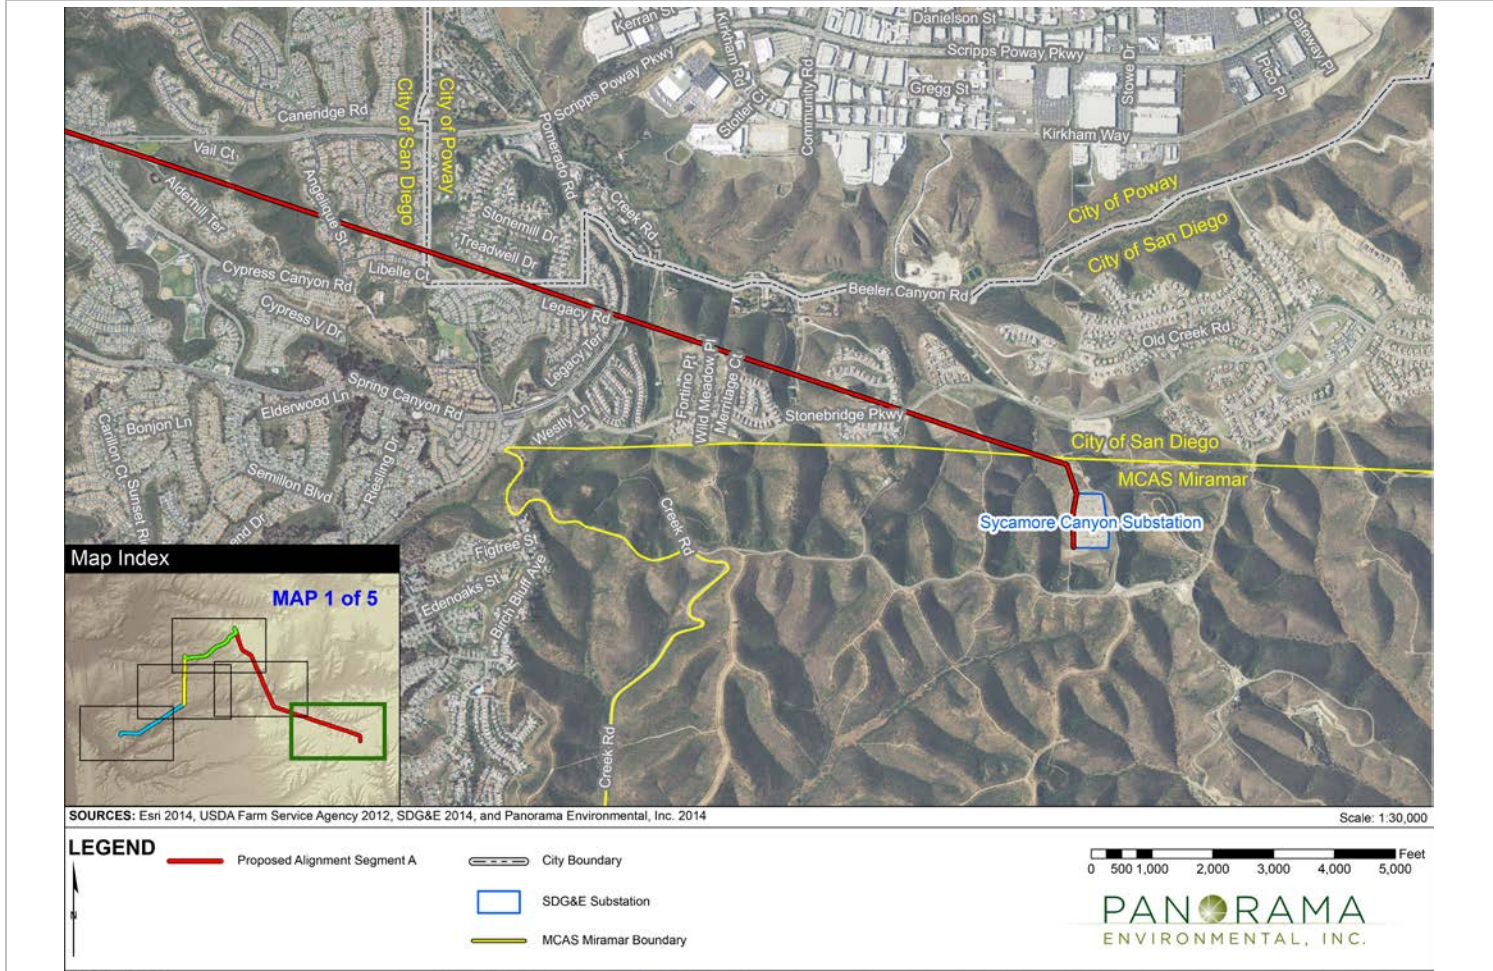 Kerran St
Kirkham Rd
Danielson St
Scripps Poway Pkwy
Gateway Pl
Pico Pl
Stowe Dr
Gregg St
Community Rd
Stotler Ct
Kirkham Way
Scripps Poway Pkwy
Pomerado Rd
City of San Diego
City of Poway
Caneridge Rd
Vail Ct
Alderhill Ter
Angelique St
Stonemill Dr
Treadwell Dr
Creek Rd
City of Poway
City of San Diego
Cypress Canyon Rd
Libelle Ct
Cypress V Dr
Legacy Rd
Beeler Canyon Rd
Old Creek Rd
Legacy Ter
Spring Canyon Rd
Elderwood Ln
Fortino Pt
Wild Meadow Pl
Merritage Ct
Stonebridge Pkwy
Westly Ln
Bonjon Ln
Carillon Ct
Semillon Blvd
Riesling Dr
City of San Diego
MCAS Miramar
Sycamore Canyon Substation
Creek Rd
Figtree St
Edenoaks St
Birch Bluff Ave
Creek Rd
Map Index
MAP 1 of 5
SOURCES: Esri 2014, USDA Farm Service Agency 2012, SDG&E 2014, and Panorama Environmental, Inc. 2014
Scale: 1:30,000
LEGEND
N
Proposed Alignment Segment A
City Boundary
SDG&E Substation
MCAS Miramar Boundary
Feet
0 500 1,000 2,000 3,000 4,000 5,000
PANORAMA
ENVIRONMENTAL, INC.